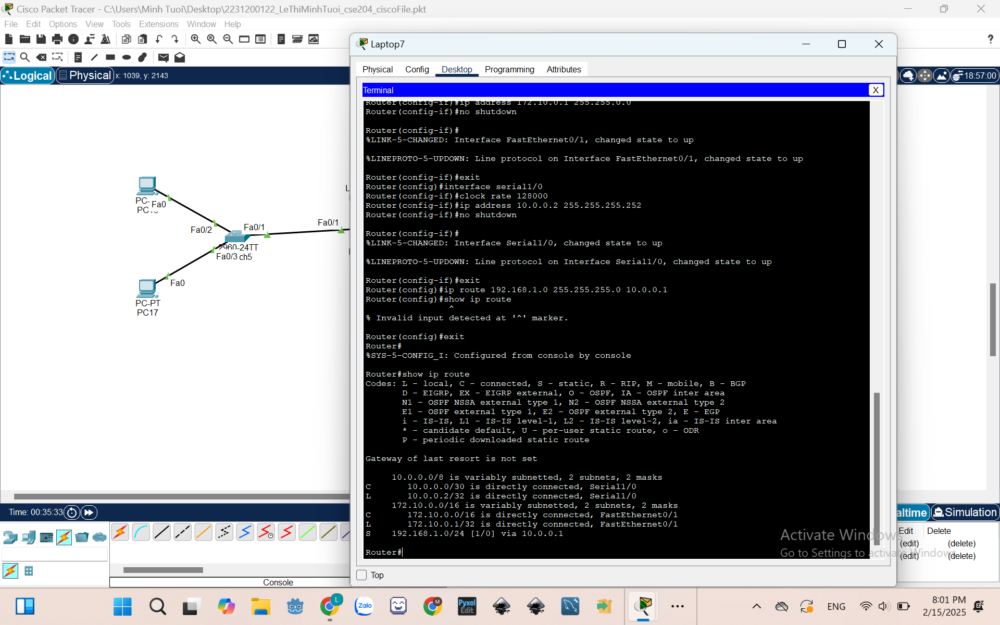 Cisco Packet Tracer - C:\Users\Minh Tuoi\Desktop\2231200122_LeThiMinhTuoi_cse204_ciscoFile.pkt
File Edit Options View Tools Extensions Window Help
Logical Physical x: 1039, y: 2143
18:57:00
Laptop7
Physical Config Desktop Programming Attributes
Terminal
X
Router(config-if)#ip address 172.10.0.1 255.255.0.0
Router(config-if)#no shutdown
Router(config-if)#
%LINK-5-CHANGED: Interface FastEthernet0/1, changed state to up
%LINEPROTO-5-UPDOWN: Line protocol on Interface FastEthernet0/1, changed state to up
Router(config-if)#exit
Router(config)#interface serial1/0
Router(config-if)#clock rate 128000
Router(config-if)#ip address 10.0.0.2 255.255.255.252
Router(config-if)#no shutdown
Router(config-if)#
%LINK-5-CHANGED: Interface Serial1/0, changed state to up
%LINEPROTO-5-UPDOWN: Line protocol on Interface Serial1/0, changed state to up
Router(config-if)#exit
Router(config)#ip route 192.168.1.0 255.255.255.0 10.0.0.1
Router(config)#show ip route
^
% Invalid input detected at '^' marker.
Router(config)#exit
Router#
%SYS-5-CONFIG_I: Configured from console by console
Router#show ip route
Codes: L - local, C - connected, S - static, R - RIP, M - mobile, B - BGP
D - EIGRP, EX - EIGRP external, O - OSPF, IA - OSPF inter area
N1 - OSPF NSSA external type 1, N2 - OSPF NSSA external type 2
E1 - OSPF external type 1, E2 - OSPF external type 2, E - EGP
i - IS-IS, L1 - IS-IS level-1, L2 - IS-IS level-2, ia - IS-IS inter area
* - candidate default, U - per-user static route, o - ODR
P - periodic downloaded static route
Gateway of last resort is not set
10.0.0.0/8 is variably subnetted, 2 subnets, 2 masks
C 10.0.0.0/30 is directly connected, Serial1/0
L 10.0.0.2/32 is directly connected, Serial1/0
172.10.0.0/16 is variably subnetted, 2 subnets, 2 masks
C 172.10.0.0/16 is directly connected, FastEthernet0/1
L 172.10.0.1/32 is directly connected, FastEthernet0/1
S 192.168.1.0/24 [1/0] via 10.0.0.1
Router#
Top
PC-
Fa0
Fa0/2
Fa0/1
Fa0/1
2960-24TT
Fa0/3 ch5
Fa0
PC-PT
PC17
Time: 00:35:33
altime Simulation
Edit Delete
(edit) (delete)
(edit) (delete)
Activate Windows
Go to Settings to activate Windows.
Console
L
Zalo
M
Pyxel
Edit
ENG
8:01 PM
2/15/2025